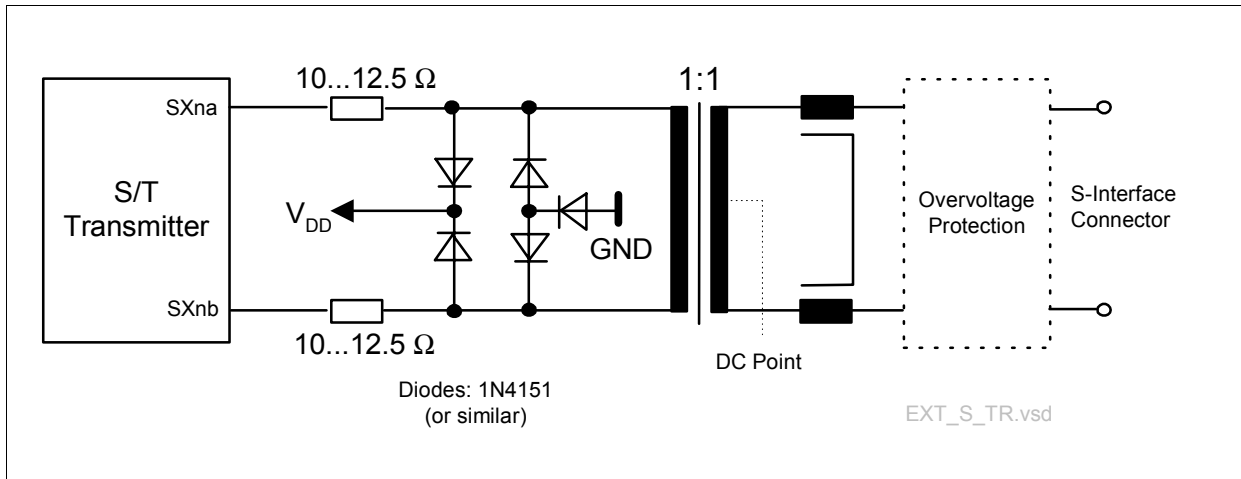 10...12.5 Ω
1:1
SXna
S/T
Transmitter
V_DD
GND
Overvoltage
Protection
S-Interface
Connector
SXnb
10...12.5 Ω
DC Point
Diodes: 1N4151
(or similar)
EXT_S_TR.vsd